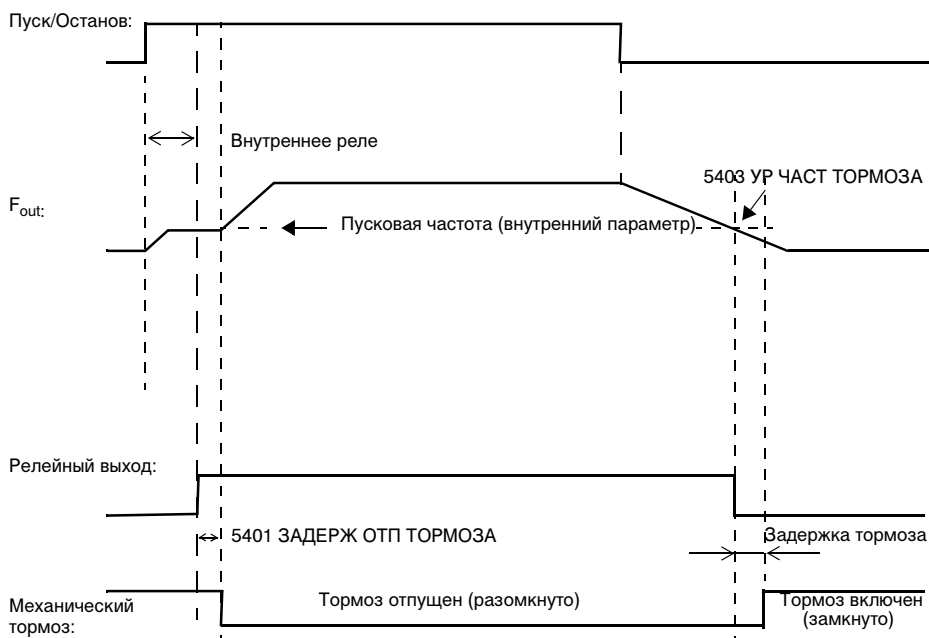 Пуск/Останов:
Внутреннее реле
5403 УР ЧАСТ ТОРМОЗА
Fout:
Пусковая частота (внутренний параметр)
Релейный выход:
5401 ЗАДЕРЖ ОТП ТОРМОЗА
Задержка тормоза
Механический
тормоз:
Тормоз отпущен (разомкнуто)
Тормоз включен
(замкнуто)